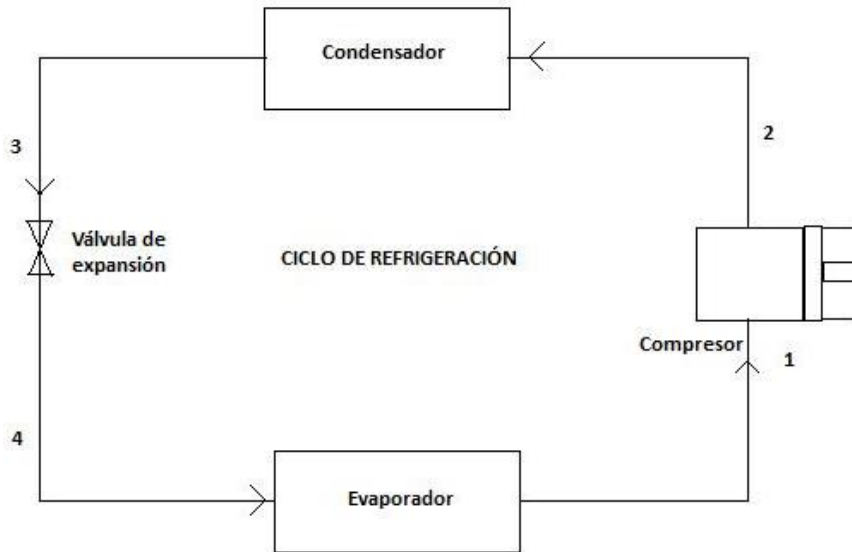 Condensador
3
2
Válvula de
expansión
CICLO DE REFRIGERACIÓN
Compresor
1
4
Evaporador